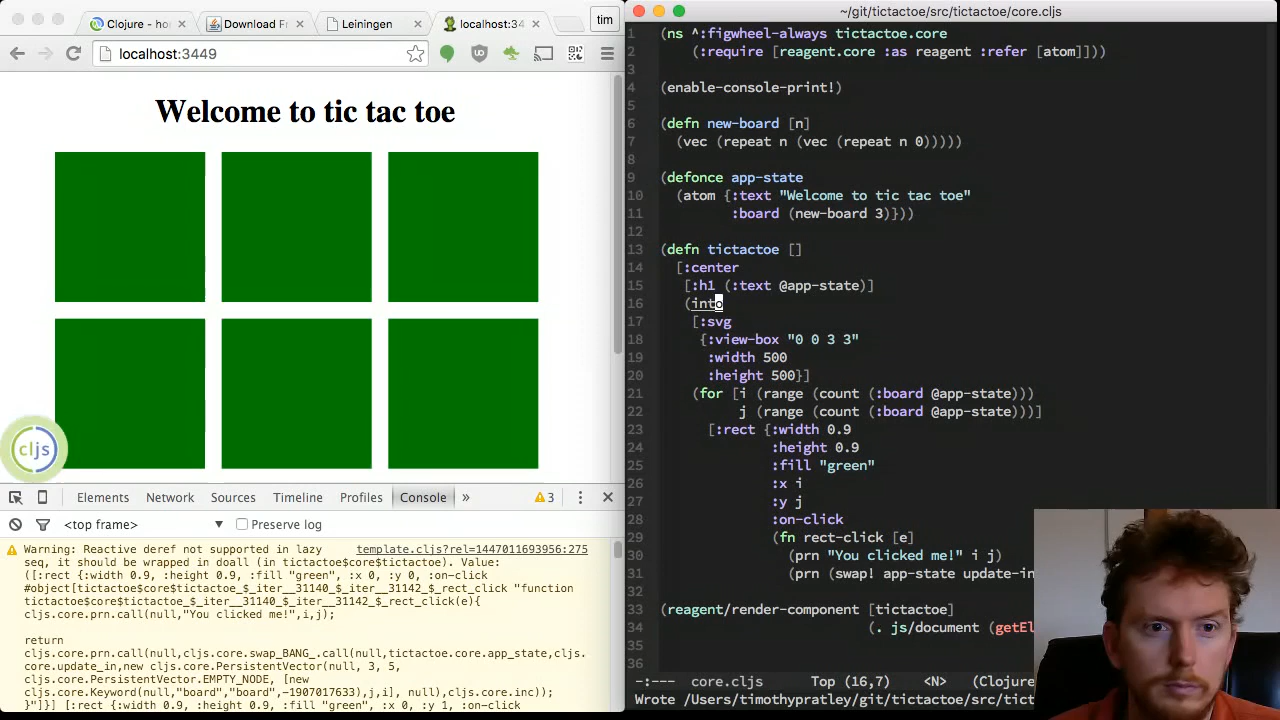 Clojure - ho
Download F
Leiningen
localhost:34
tim
localhost:3449
Welcome to tic tac toe
cljs
Elements Network Sources Timeline Profiles Console » 3
<top frame> Preserve log
Warning: Reactive deref not supported in lazy template.cljs?rel=1447011693956:275
seq, it should be wrapped in doall (in tictactoe$core$tictactoe). Value:
([:rect {:width 0.9, :height 0.9, :fill "green", :x 0, :y 0, :on-click
#object[tictactoe$core$tictactoe_$_iter__31140_$_iter__31142_$_rect_click "function
tictactoe$core$tictactoe_$_iter__31140_$_iter__31142_$_rect_click(e){
cljs.core.prn.call(null,"You clicked me!",i,j);
return
cljs.core.prn.call(null,cljs.core.swap_BANG_.call(null,tictactoe.core.app_state,cljs.
core.update_in,new cljs.core.PersistentVector(null, 3, 5,
cljs.core.PersistentVector.EMPTY_NODE, [new
cljs.core.Keyword(null,"board","board",-1907017633),j,i], null),cljs.core.inc));
}"]}] [:rect {:width 0.9, :height 0.9, :fill "green", :x 0, :y 1, :on-click
~/git/tictactoe/src/tictactoe/core.cljs
1 (ns ^:figwheel-always tictactoe.core
2 (:require [reagent.core :as reagent :refer [atom]]))
3
4 (enable-console-print!)
5
6 (defn new-board [n]
7 (vec (repeat n (vec (repeat n 0)))))
8
9 (defonce app-state
10 (atom {:text "Welcome to tic tac toe"
11 :board (new-board 3)}))
12
13 (defn tictactoe []
14 [:center
15 [:h1 (:text @app-state)]
16 (into
17 [:svg
18 {:view-box "0 0 3 3"
19 :width 500
20 :height 500}]
21 (for [i (range (count (:board @app-state)))
22 j (range (count (:board @app-state)))]
23 [:rect {:width 0.9
24 :height 0.9
25 :fill "green"
26 :x i
27 :y j
28 :on-click
29 (fn rect-click [e]
30 (prn "You clicked me!" i j)
31 (prn (swap! app-state update-in
32
33 (reagent/render-component [tictactoe]
34 (. js/document (getEl
35
36
-:--- core.cljs Top (16,7) <N> (Clojure
Wrote /Users/timothypratley/git/tictactoe/src/tict